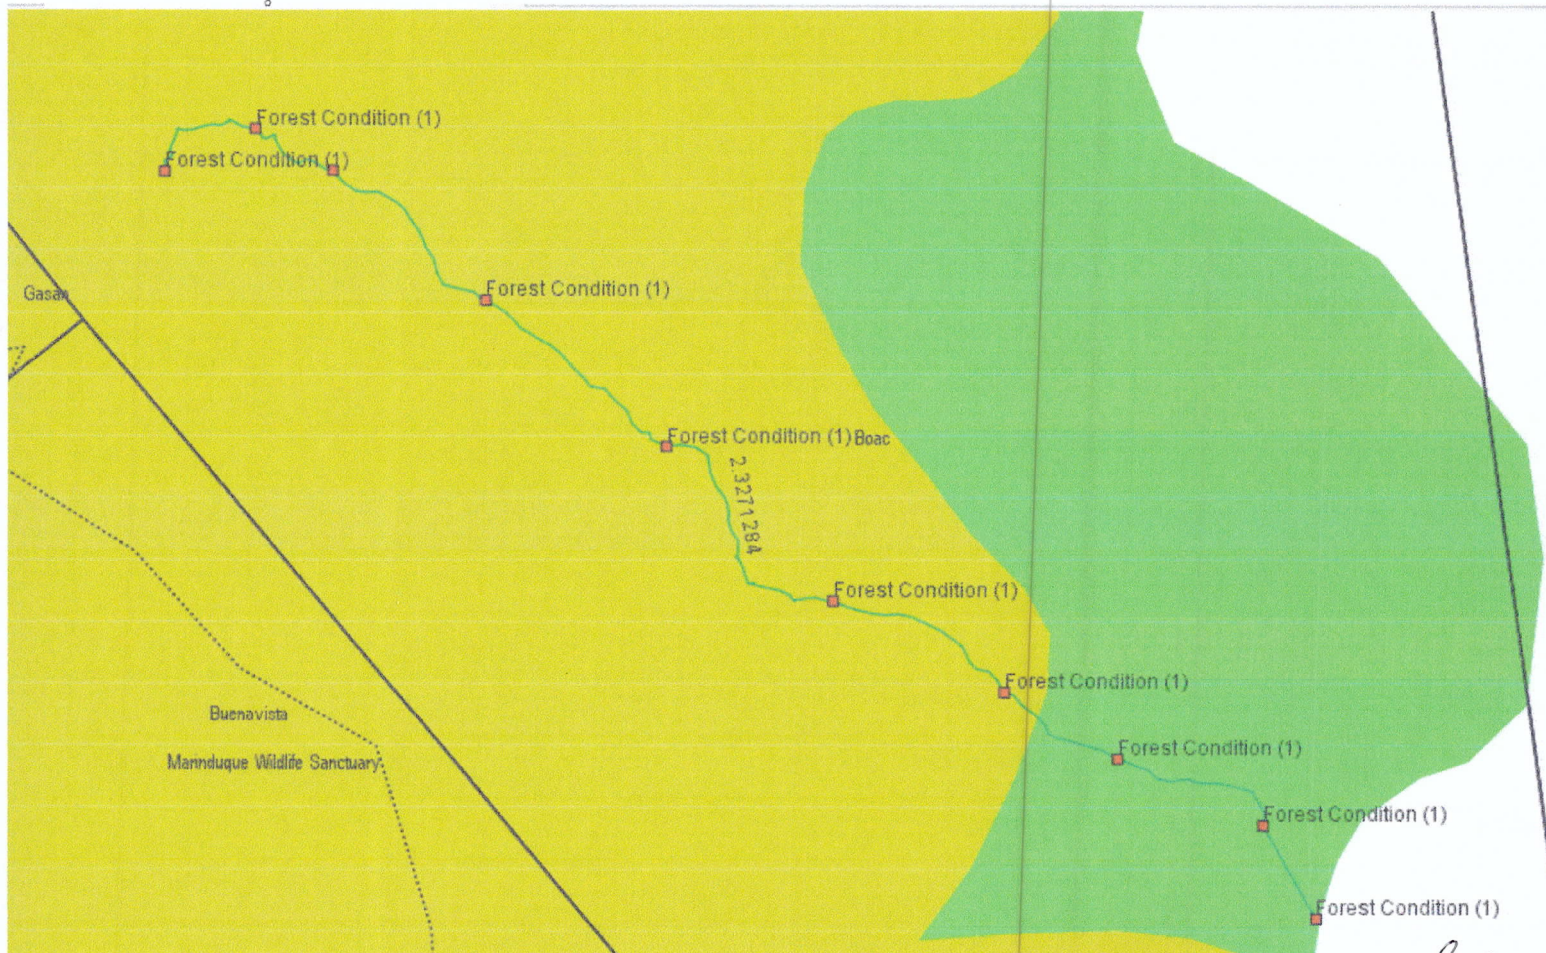 Forest Condition (1)
Forest Condition (1)
Gasan
Forest Condition (1)
Forest Condition (1) Boac
2.3271284
Forest Condition (1)
Forest Condition (1)
Buenavista
Forest Condition (1)
Marinduque Wildlife Sanctuary
Forest Condition (1)
Forest Condition (1)